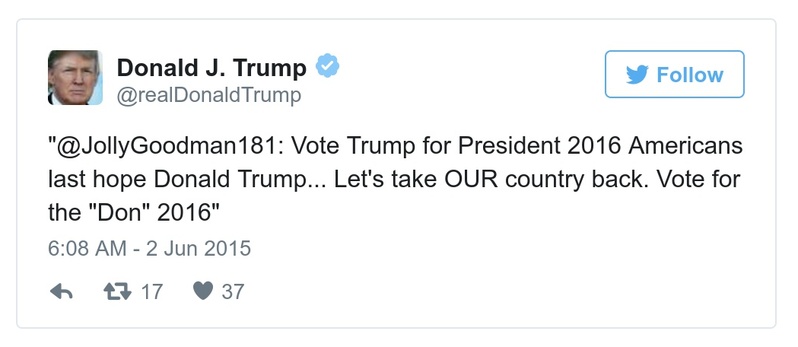 Donald J. Trump
@realDonaldTrump
Follow
"@JollyGoodman181: Vote Trump for President 2016 Americans
last hope Donald Trump... Let's take OUR country back. Vote for
the "Don" 2016"
6:08 AM - 2 Jun 2015
17 37